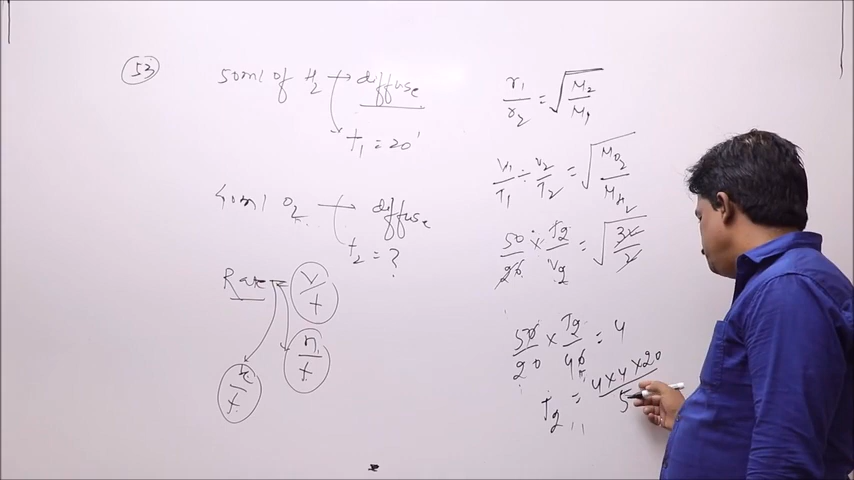 53
50ml of H2 → diffuse
t1 = 20'
40ml O2 → diffuse
t2 = ?
Rate = V/t
n/t
x/t
r1/r2 = √(M2/M1)
V1/T1 ÷ V2/T2 = √(MO2/MH2)
50/20 × T2/V2 = √(32/2)
50/20 × T2/40 = 4
T2 = 4×4×20/5